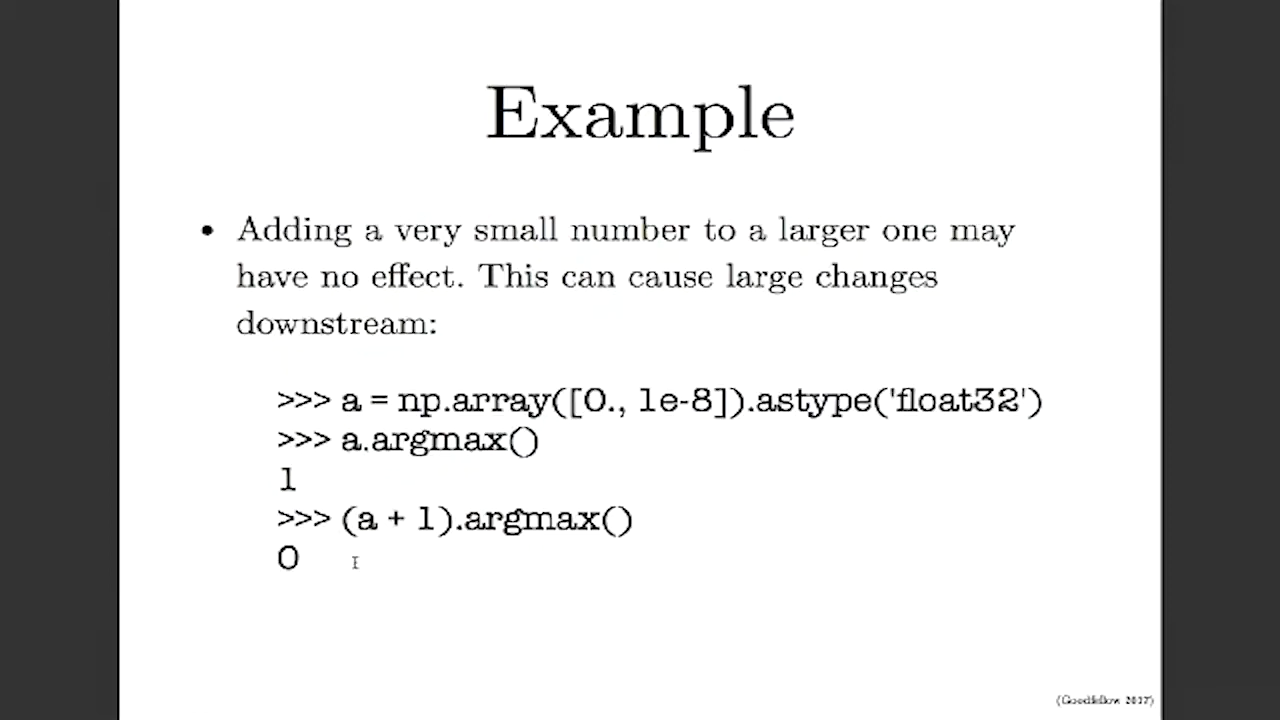 Example
• Adding a very small number to a larger one may
have no effect. This can cause large changes
downstream:
>>> a = np.array([0., 1e-8]).astype('float32')
>>> a.argmax()
1
>>> (a + 1).argmax()
0
(Goodfellow 2017)